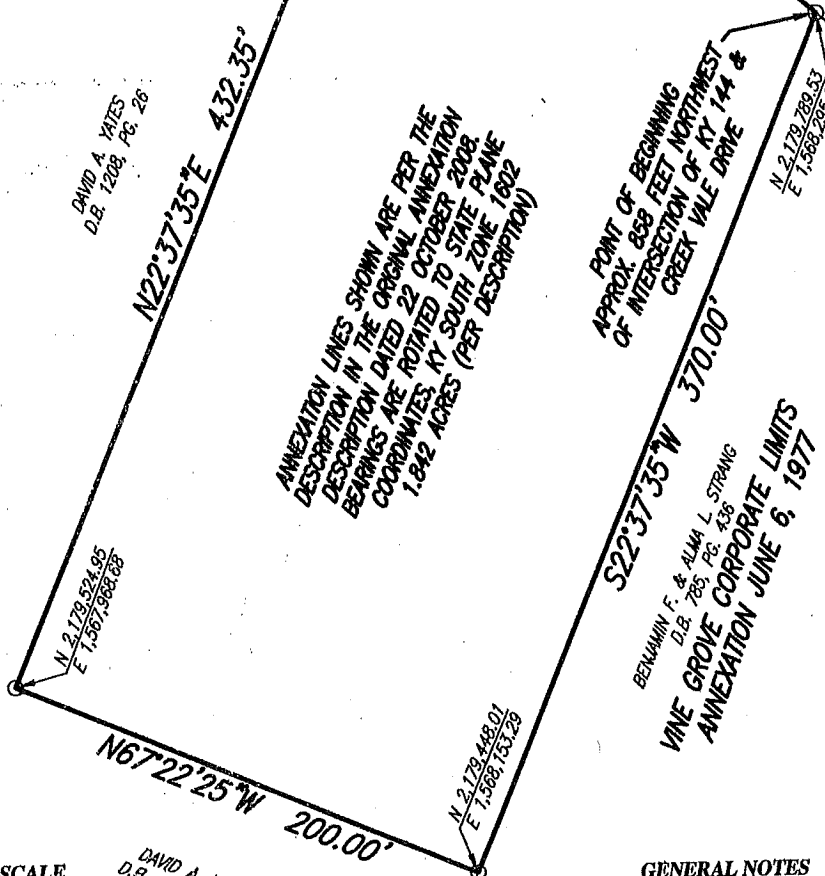 DAVID A. YATES
D.B. 1208, PG. 26
N22°37'35"E 432.35'
ANNEXATION LINES SHOWN ARE PER THE
DESCRIPTION IN THE ORIGINAL ANNEXATION
DESCRIPTION DATED 22 OCTOBER 2008.
BEARINGS ARE ROTATED TO STATE PLANE
COORDINATES, KY SOUTH ZONE 1602
1.842 ACRES (PER DESCRIPTION)
POINT OF BEGINNING
APPROX. 858 FEET NORTHWEST
OF INTERSECTION OF KY 144 &
CREEK VALE DRIVE
N 2,179,789.53
E 1,568,295
S22°37'35"W 370.00'
BENJAMIN F. & ALMA L. STRANG
D.B. 785, PG. 436
VINE GROVE CORPORATE LIMITS
ANNEXATION JUNE 6, 1977
N 2,179,524.95
E 1,567,968.68
N 2,179,448.01
E 1,568,153.29
N67°22'25"W 200.00'
SCALE
DAVID A.
D.B.
GENERAL NOTES